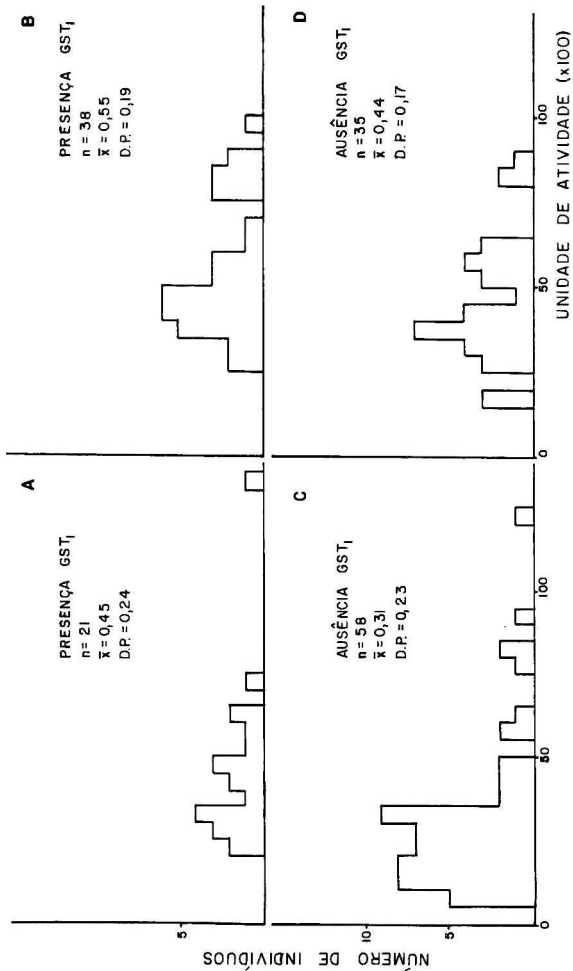 A
PRESENÇA GST₁
n = 21
x̄ = 0,45
D.P. = 0,24
5
B
PRESENÇA GST₁
n = 38
x̄ = 0,55
D.P. = 0,19
C
AUSÊNCIA GST₁
n = 58
x̄ = 0,31
D.P. = 0,23
10
5
0
50
100
D
AUSÊNCIA GST₁
n = 35
x̄ = 0,44
D.P. = 0,17
0
50
100
NÚMERO DE INDIVÍDUOS
UNIDADE DE ATIVIDADE (x100)